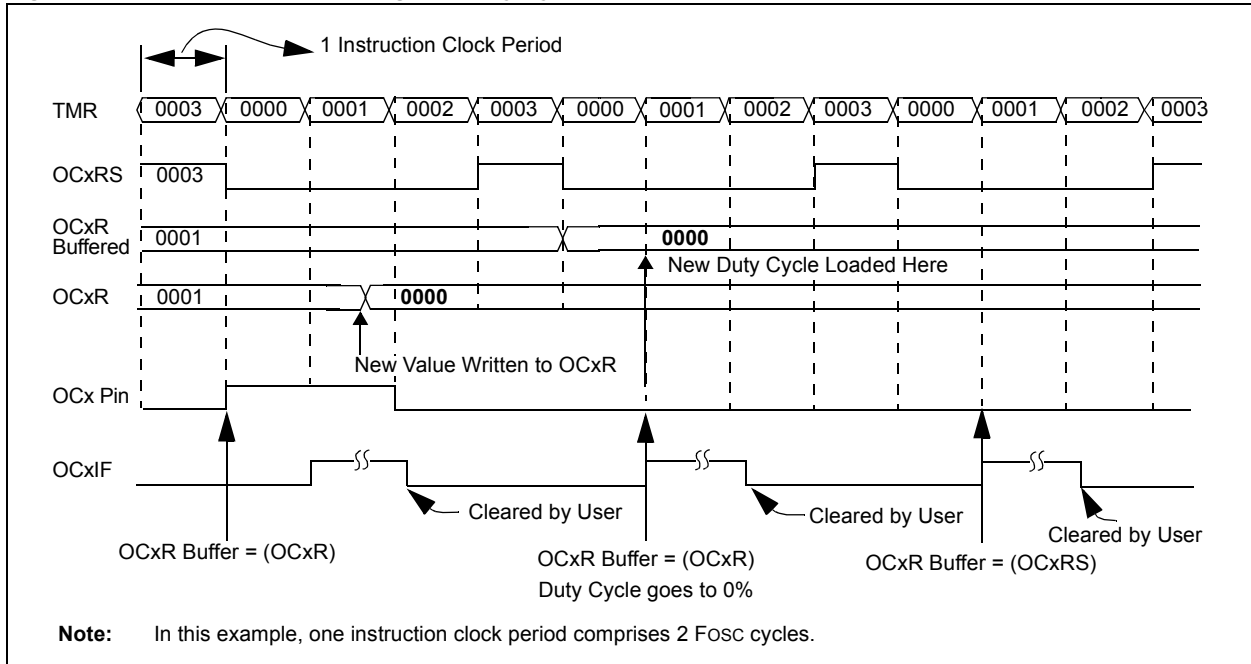 1 Instruction Clock Period
TMR 0003 0000 0001 0002 0003 0000 0001 0002 0003 0000 0001 0002 0003
OCxRS 0003
OCxR
Buffered 0001 0000
New Duty Cycle Loaded Here
OCxR 0001 0000
New Value Written to OCxR
OCx Pin
OCxIF
Cleared by User Cleared by User Cleared by User
OCxR Buffer = (OCxR) OCxR Buffer = (OCxR) OCxR Buffer = (OCxRS)
Duty Cycle goes to 0%
Note: In this example, one instruction clock period comprises 2 FOSC cycles.